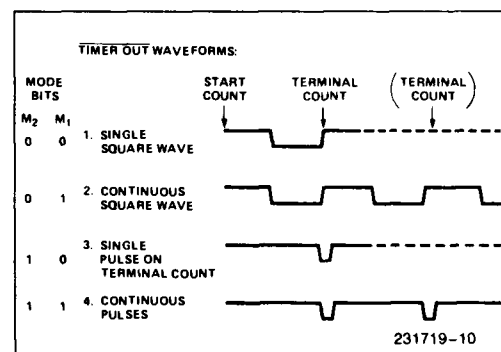 TIMER OUT WAVEFORMS:
MODE BITS
START COUNT
TERMINAL COUNT
(TERMINAL COUNT)
M2 M1
0 0 1. SINGLE SQUARE WAVE
0 1 2. CONTINUOUS SQUARE WAVE
1 0 3. SINGLE PULSE ON TERMINAL COUNT
1 1 4. CONTINUOUS PULSES
231719-10